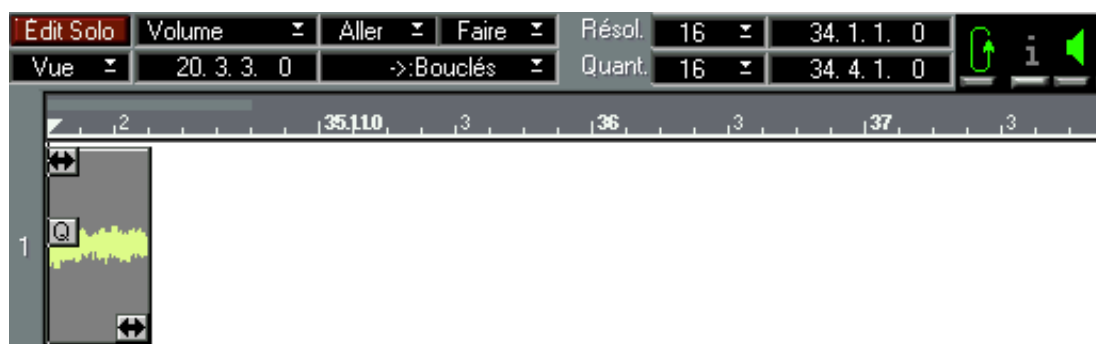 Édit Solo Volume Aller Faire Résol. 16 34. 1. 1. 0
Vue 20. 3. 3. 0 ->:Bouclés Quant. 16 34. 4. 1. 0
i
2 35.1.1.0 3 36 3 37 3
Q
1